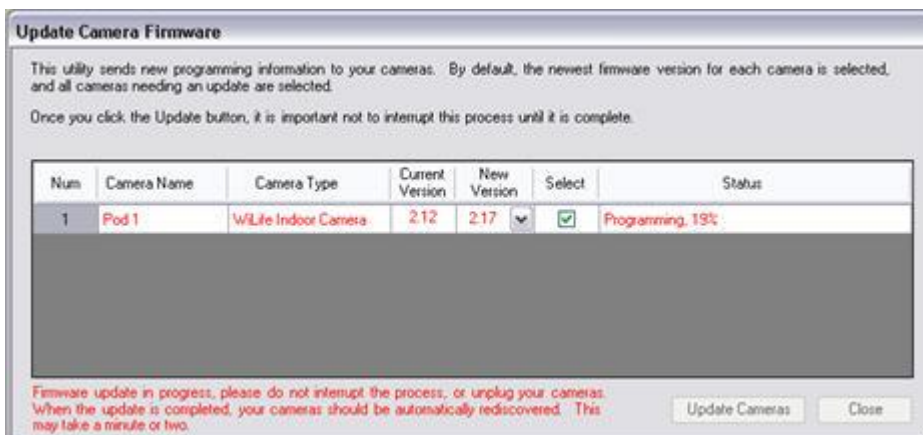 Update Camera Firmware
This utility sends new programming information to your cameras. By default, the newest firmware version for each camera is selected,
and all cameras needing an update are selected.
Once you click the Update button, it is important not to interrupt this process until it is complete.
Num Camera Name Camera Type Current Version New Version Select Status
1 Pod 1 WiLife Indoor Camera 2.12 2.17 Programming, 19%
Firmware update in progress, please do not interrupt the process, or unplug your cameras.
When the update is completed, your cameras should be automatically rediscovered. This
may take a minute or two.
Update Cameras Close